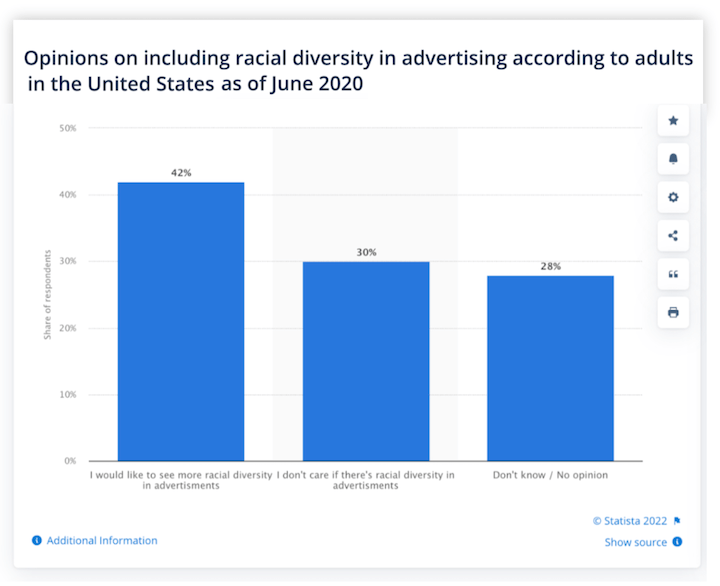 Opinions on including racial diversity in advertising according to adults
in the United States as of June 2020
50%
40%
30%
20%
10%
0%
Share of respondents
42%
30%
28%
I would like to see more racial diversity
in advertisments
I don't care if there's racial diversity in
advertisments
Don't know / No opinion
© Statista 2022
Additional Information
Show source